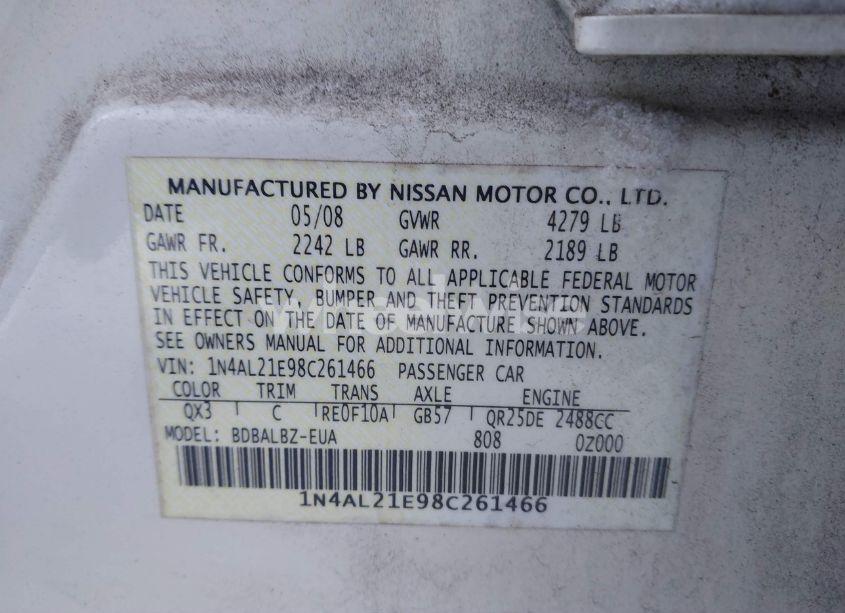 MANUFACTURED BY NISSAN MOTOR CO., LTD.
DATE 05/08 GVWR 4279 LB
GAWR FR. 2242 LB GAWR RR. 2189 LB
THIS VEHICLE CONFORMS TO ALL APPLICABLE FEDERAL MOTOR
VEHICLE SAFETY, BUMPER AND THEFT PREVENTION STANDARDS
IN EFFECT ON THE DATE OF MANUFACTURE SHOWN ABOVE.
SEE OWNERS MANUAL FOR ADDITIONAL INFORMATION.
VIN: 1N4AL21E98C261466 PASSENGER CAR
COLOR TRIM TRANS AXLE ENGINE
QX3 C RE0F10A GB57 QR25DE 2488CC
MODEL: BDBALBZ-EUA 808 02000
1N4AL21E98C261466